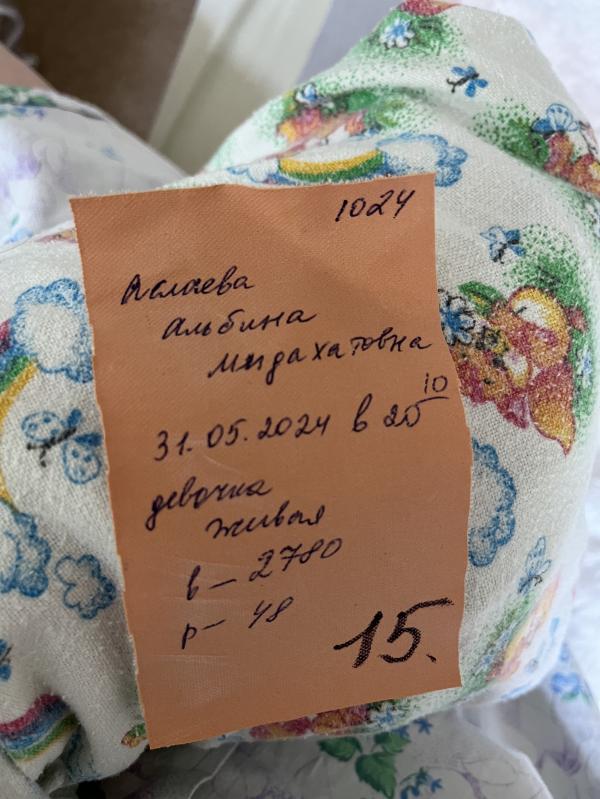 1024
Аслаева
Альбина
Мидахатовна
31.05.2024 в 20 10
девочка
живая
в – 2780
р – 48
15.